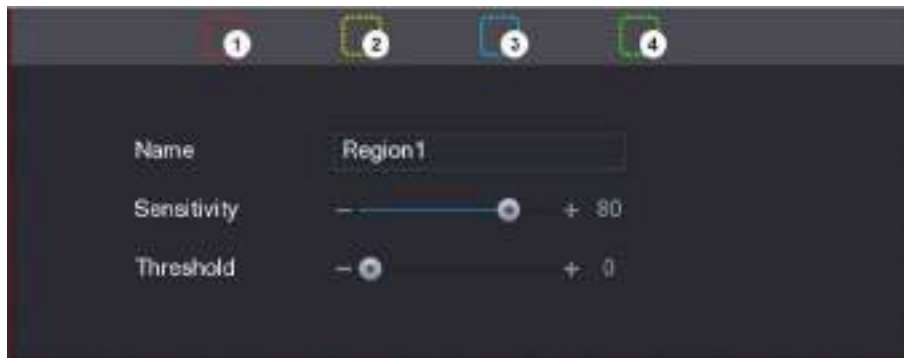 1 2 3 4
Name Region1
Sensitivity − + 80
Threshold − + 0